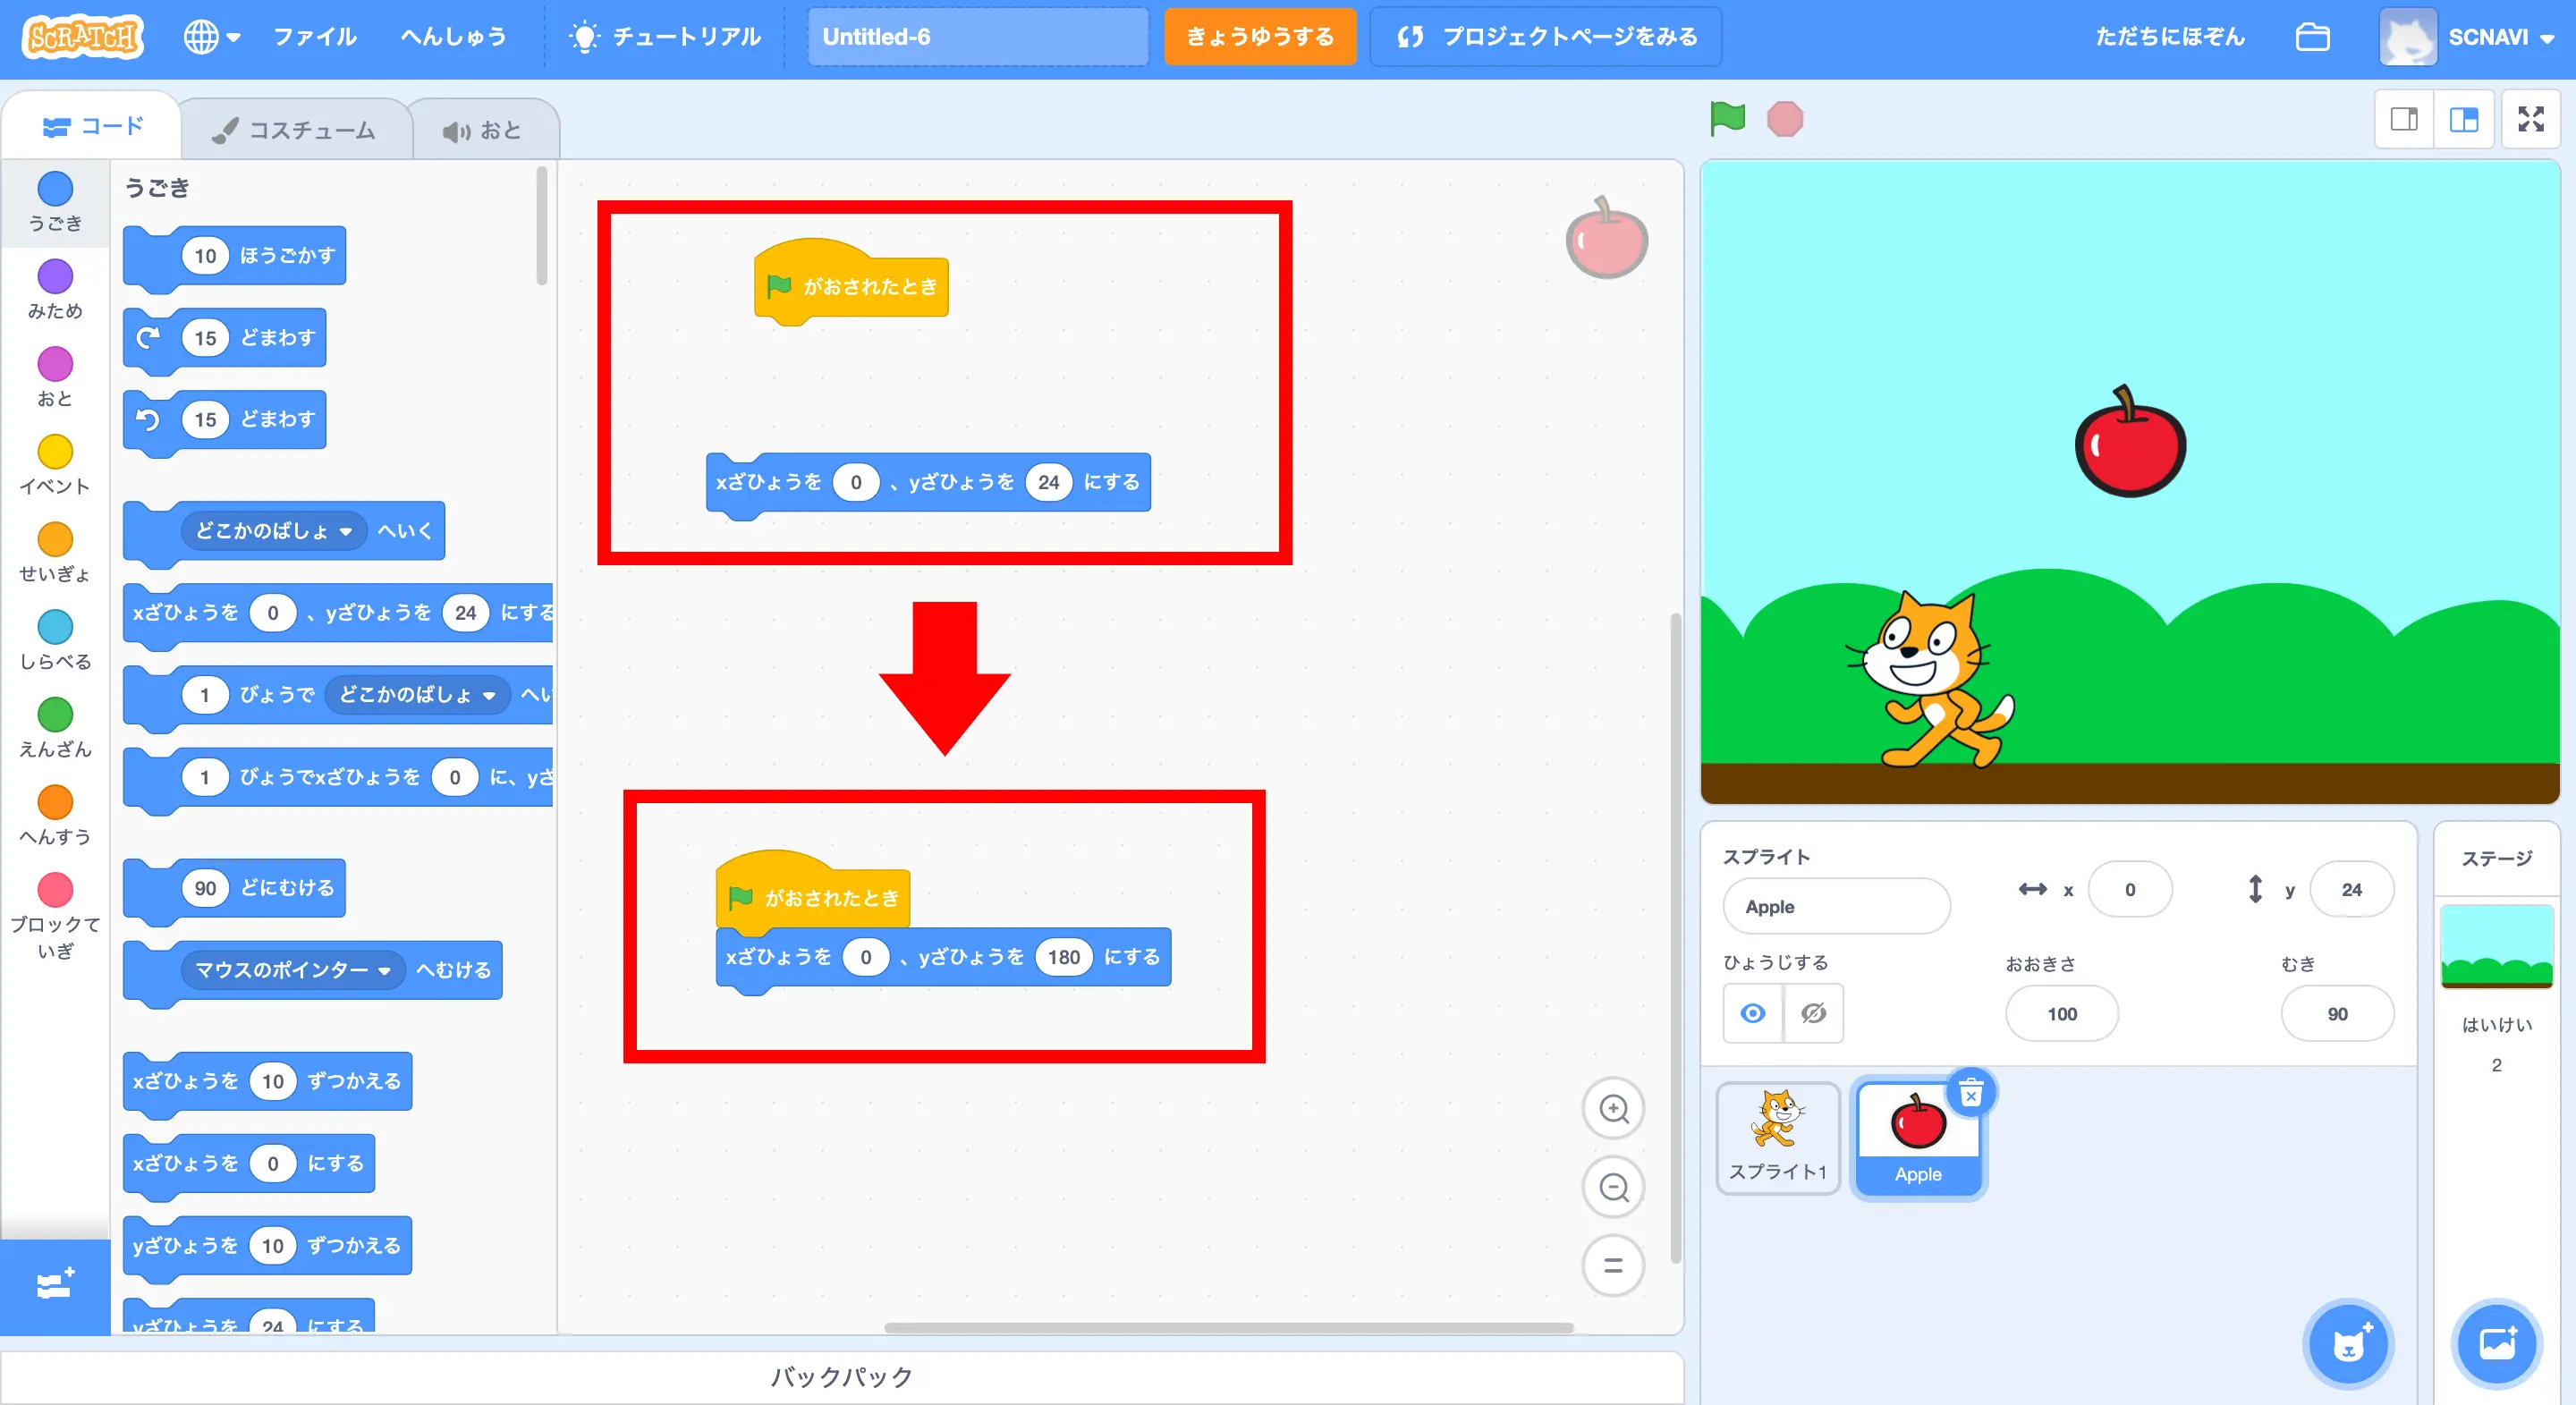 SCRATCH ファイル へんしゅう チュートリアル Untitled-6 きょうゆうする プロジェクトページをみる ただちにほぞん SCNAVI
コード コスチューム おと
うごき
みため
おと
イベント
せいぎょ
しらべる
えんざん
へんすう
ブロックて
いぎ
うごき
10 ほうごかす
15 どまわす
15 どまわす
どこかのばしょ へいく
xざひょうを 0 、yざひょうを 24 にする
1 びょうで どこかのばしょ へい
1 びょうでxざひょうを 0 に、yざ
90 どにむける
マウスのポインター へむける
xざひょうを 10 ずつかえる
xざひょうを 0 にする
yざひょうを 10 ずつかえる
yざひょうを 24 にする
がおされたとき
xざひょうを 0 、yざひょうを 24 にする
がおされたとき
xざひょうを 0 、yざひょうを 180 にする
バックパック
スプライト
Apple x 0 y 24
ひょうじする おおきさ むき
100 90
スプライト1 Apple
ステージ
はいけい
2